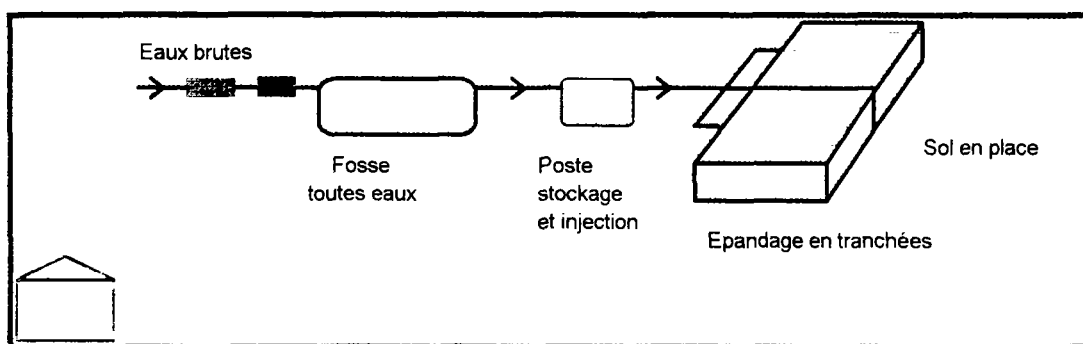 Eaux brutes
Fosse
toutes eaux
Poste
stockage
et injection
Sol en place
Epandage en tranchées